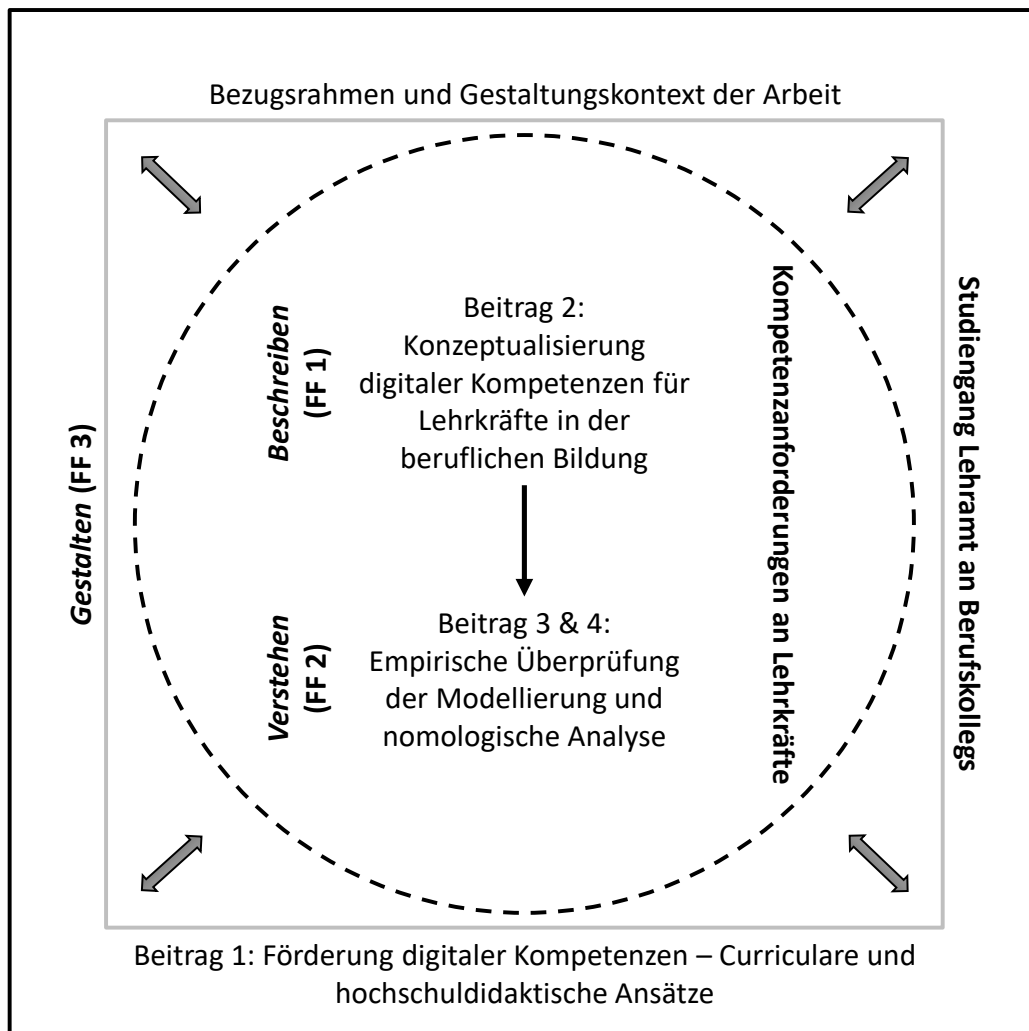 Bezugsrahmen und Gestaltungskontext der Arbeit
Gestalten (FF 3)
Beschreiben
(FF 1)
Beitrag 2:
Konzeptualisierung
digitaler Kompetenzen für
Lehrkräfte in der
beruflichen Bildung
Verstehen
(FF 2)
Beitrag 3 & 4:
Empirische Überprüfung
der Modellierung und
nomologische Analyse
Kompetenzanforderungen an Lehrkräfte
Studiengang Lehramt an Berufskollegs
Beitrag 1: Förderung digitaler Kompetenzen – Curriculare und
hochschuldidaktische Ansätze